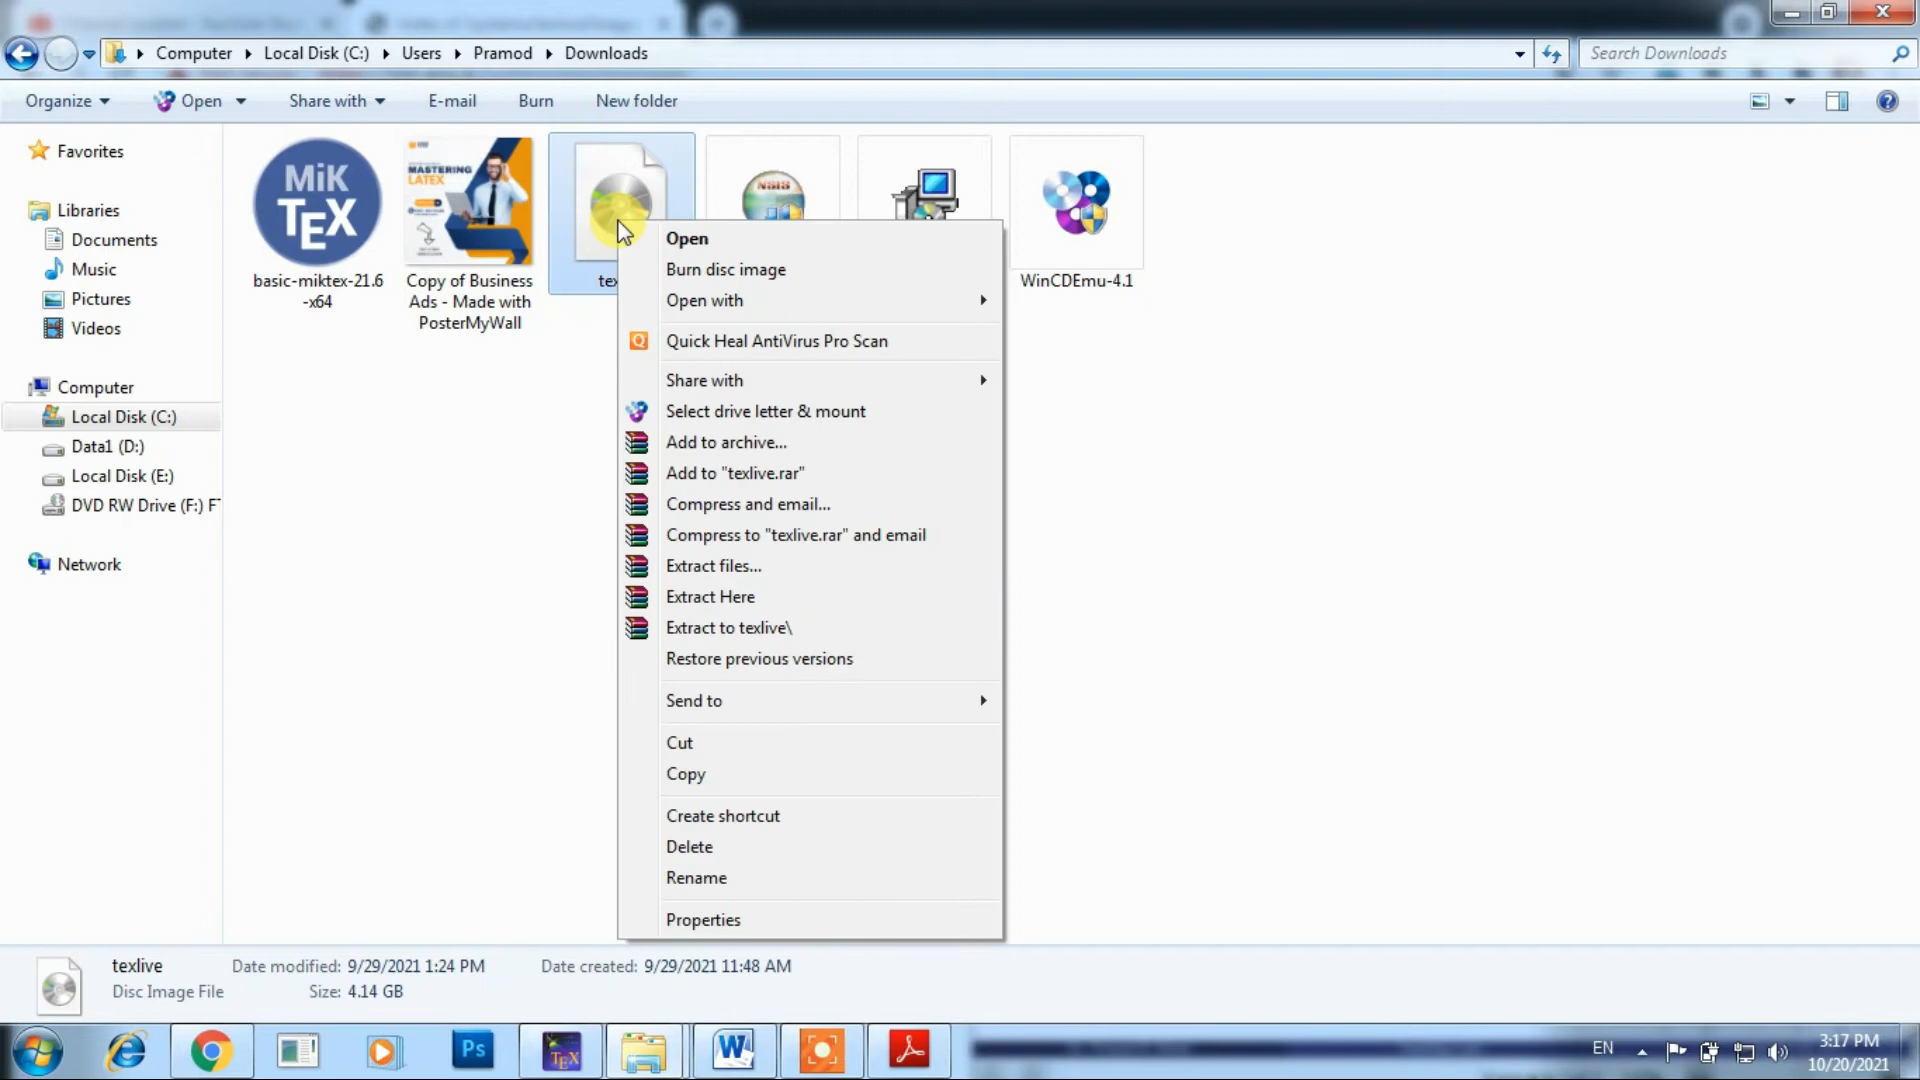 Computer Local Disk (C:) Users Pramod Downloads
Search Downloads
Organize Open Share with E-mail Burn New folder
Favorites
Libraries
Documents
Music
Pictures
Videos
Computer
Local Disk (C:)
Data1 (D:)
Local Disk (E:)
DVD RW Drive (F:) F
Network
MiK
TEX
basic-miktex-21.6
-x64
MASTERING
LATEX
Copy of Business
Ads - Made with
PosterMyWall
tex
NSIS
WinCDEmu-4.1
Open
Burn disc image
Open with
Quick Heal AntiVirus Pro Scan
Share with
Select drive letter & mount
Add to archive...
Add to "texlive.rar"
Compress and email...
Compress to "texlive.rar" and email
Extract files...
Extract Here
Extract to texlive\
Restore previous versions
Send to
Cut
Copy
Create shortcut
Delete
Rename
Properties
texlive Date modified: 9/29/2021 1:24 PM Date created: 9/29/2021 11:48 AM
Disc Image File Size: 4.14 GB
Ps
TEX
W
EN
3:17 PM
10/20/2021